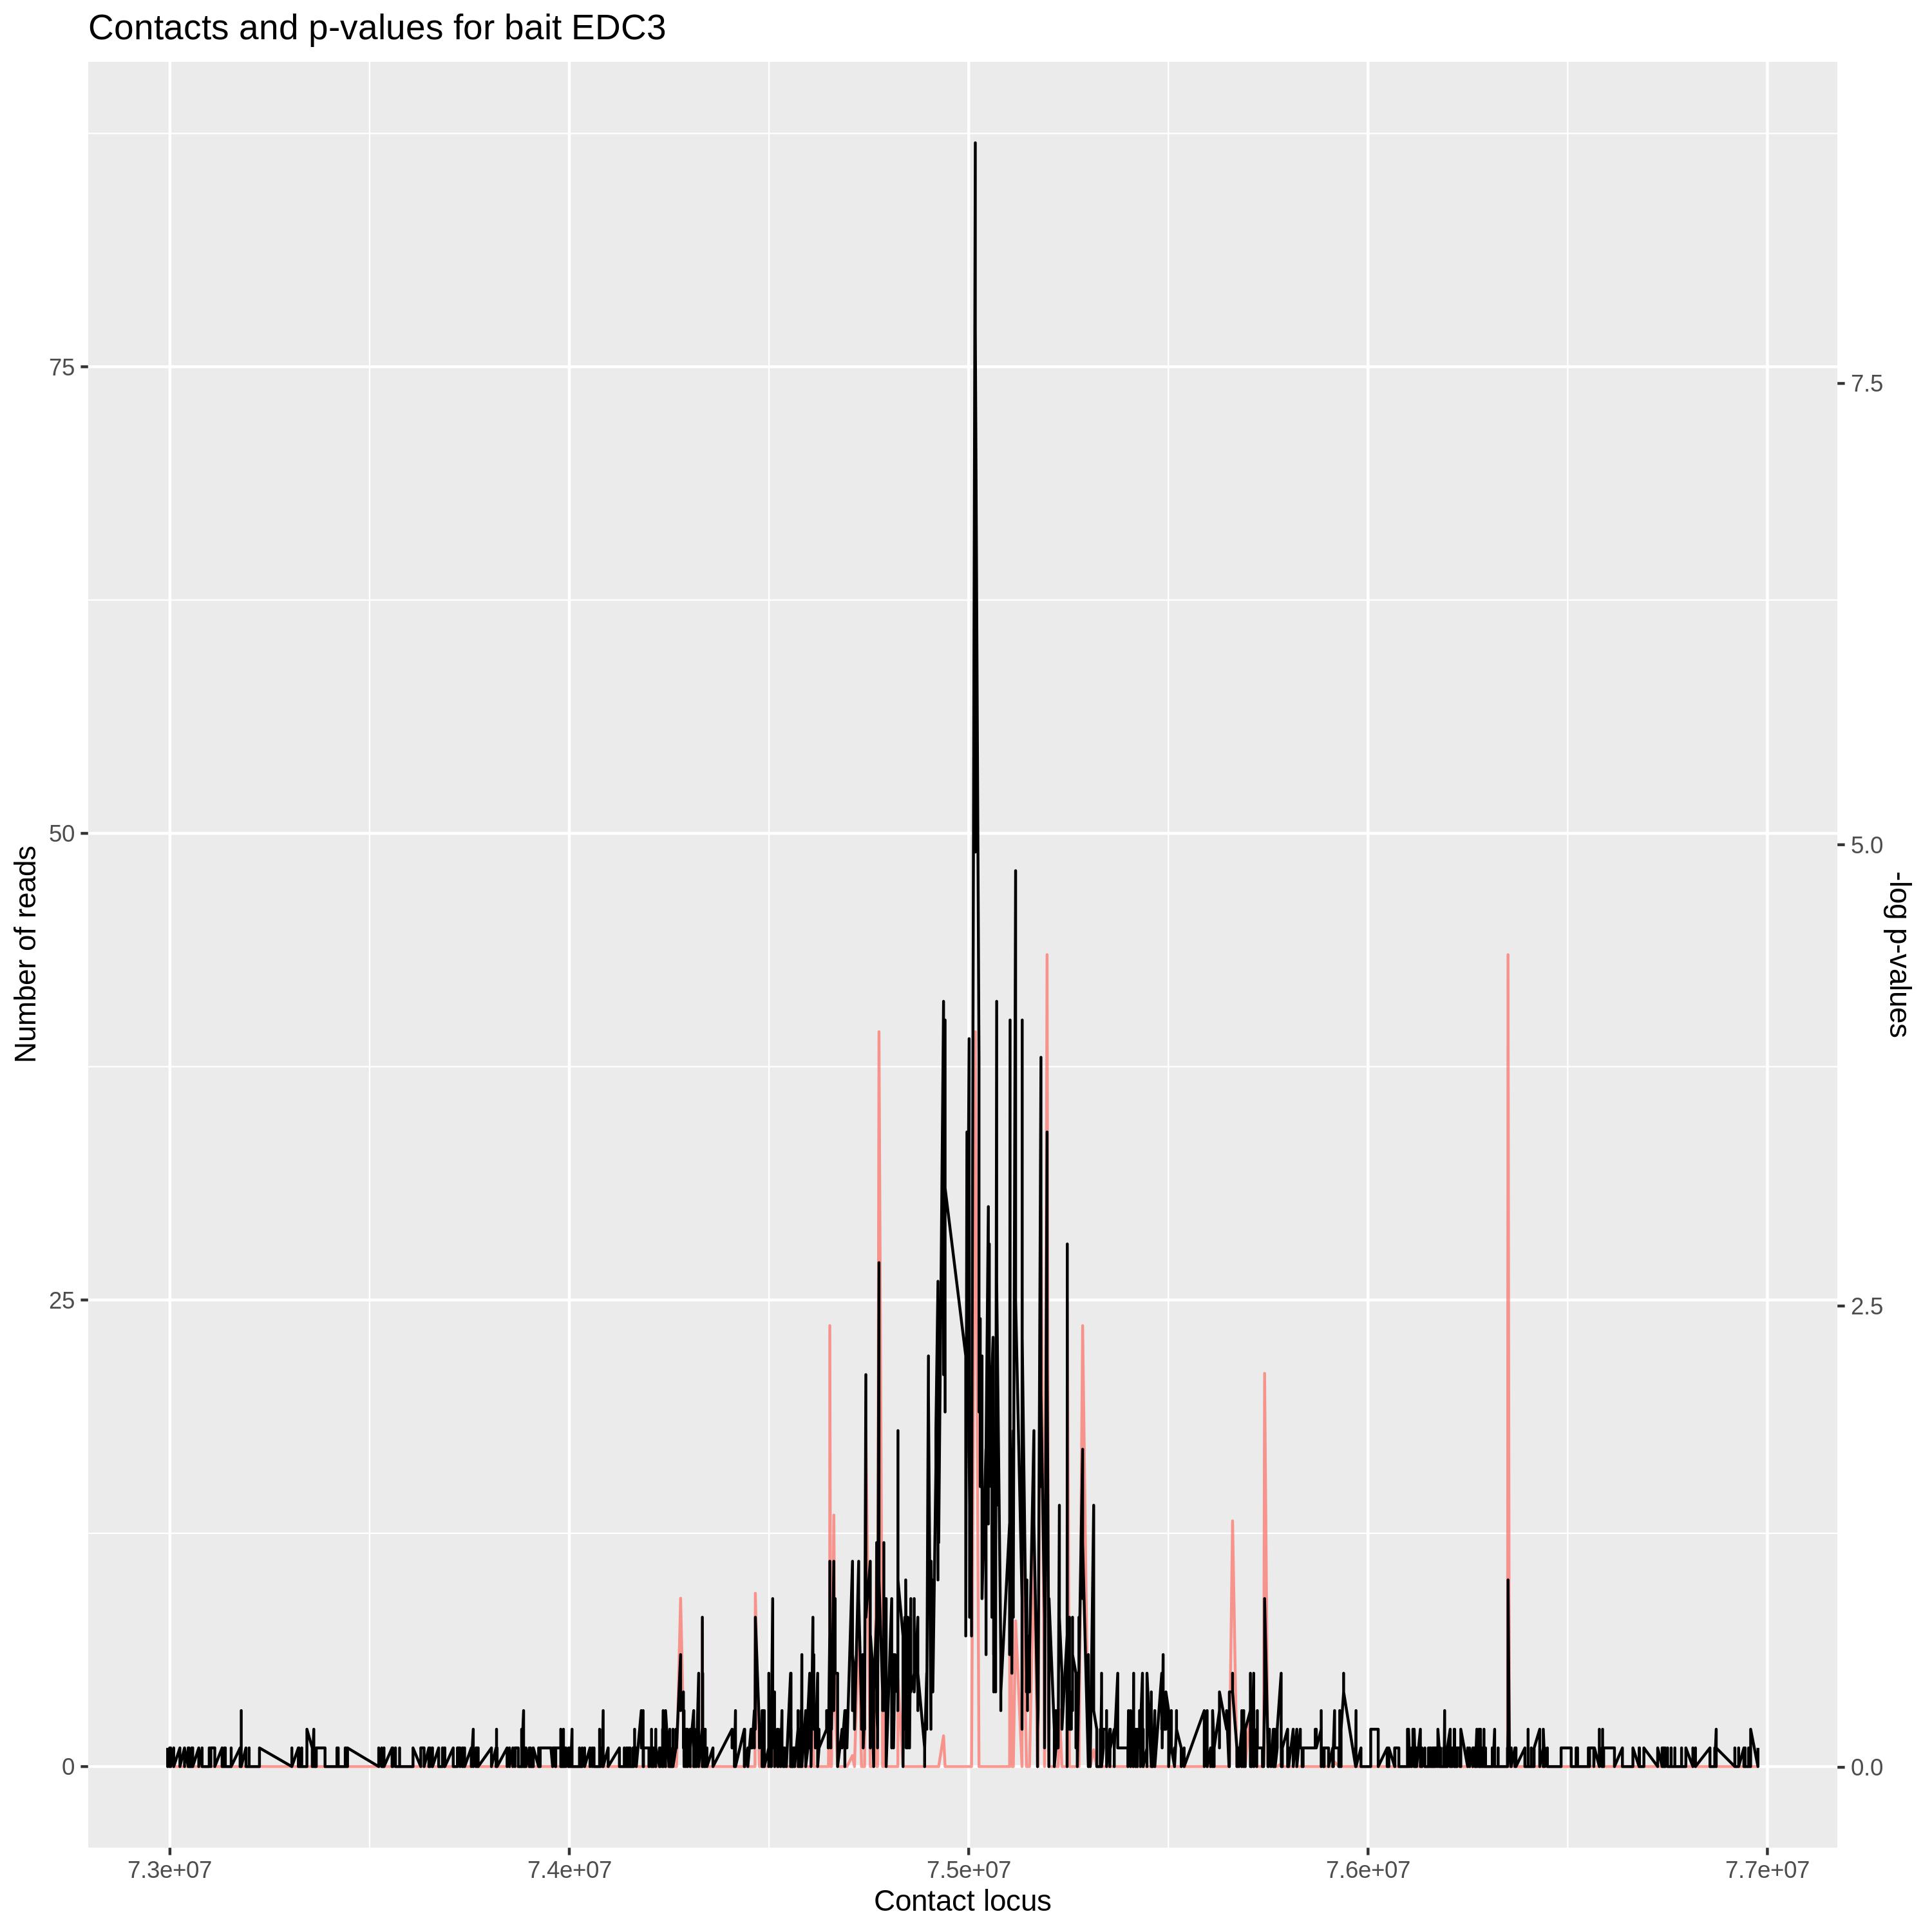 Contacts and p-values for bait EDC3
75
50
25
0
Number of reads
7.5
5.0
2.5
0.0
-log p-values
7.3e+07
7.4e+07
7.5e+07
7.6e+07
7.7e+07
Contact locus